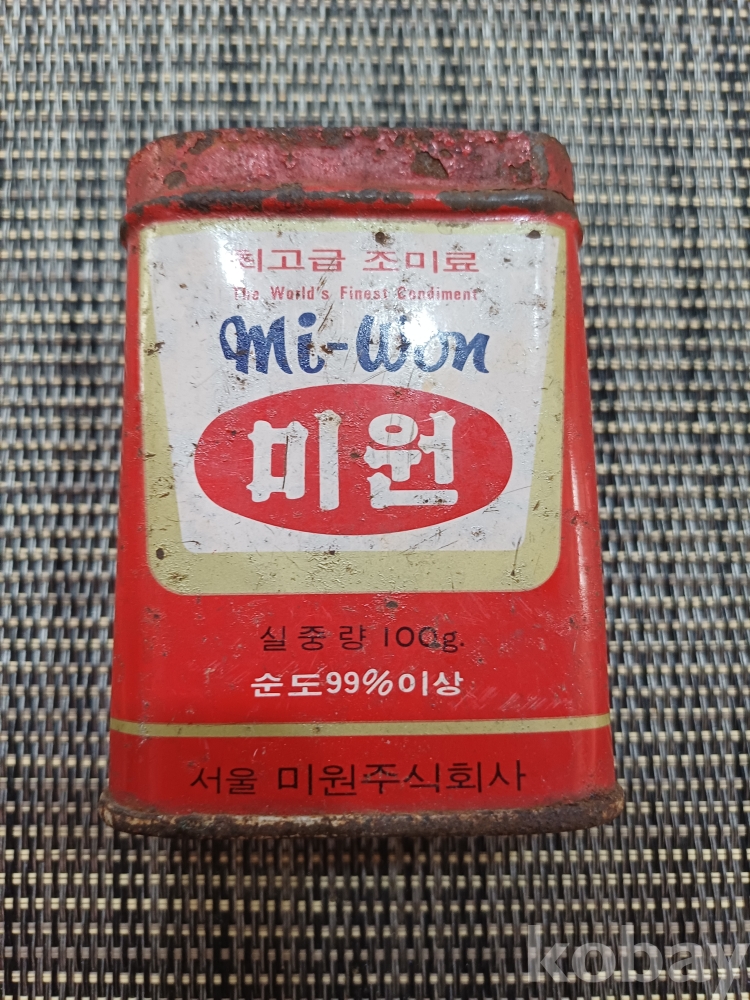 최고급 조미료
The World's Finest Condiment
Mi-Won
미원
실중량 100g.
순도99%이상
서울 미원주식회사
kobay